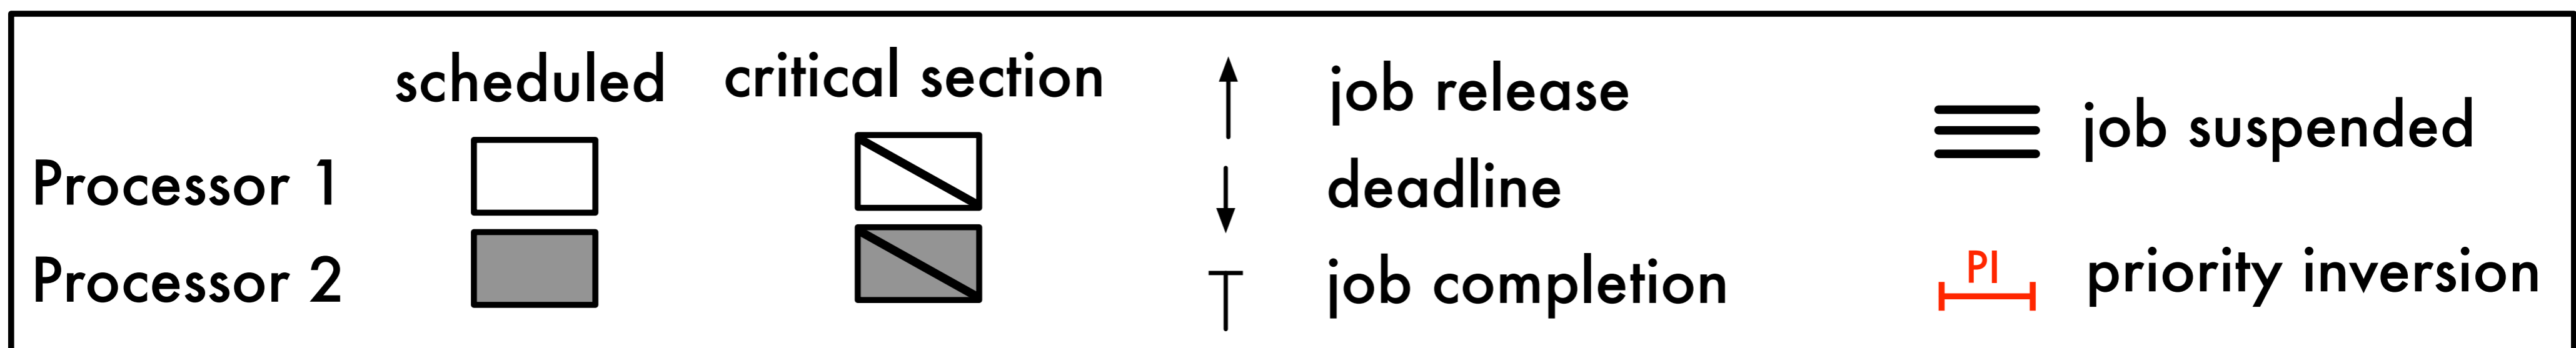 scheduled
critical section
Processor 1
Processor 2
job release
deadline
job completion
job suspended
PI
priority inversion